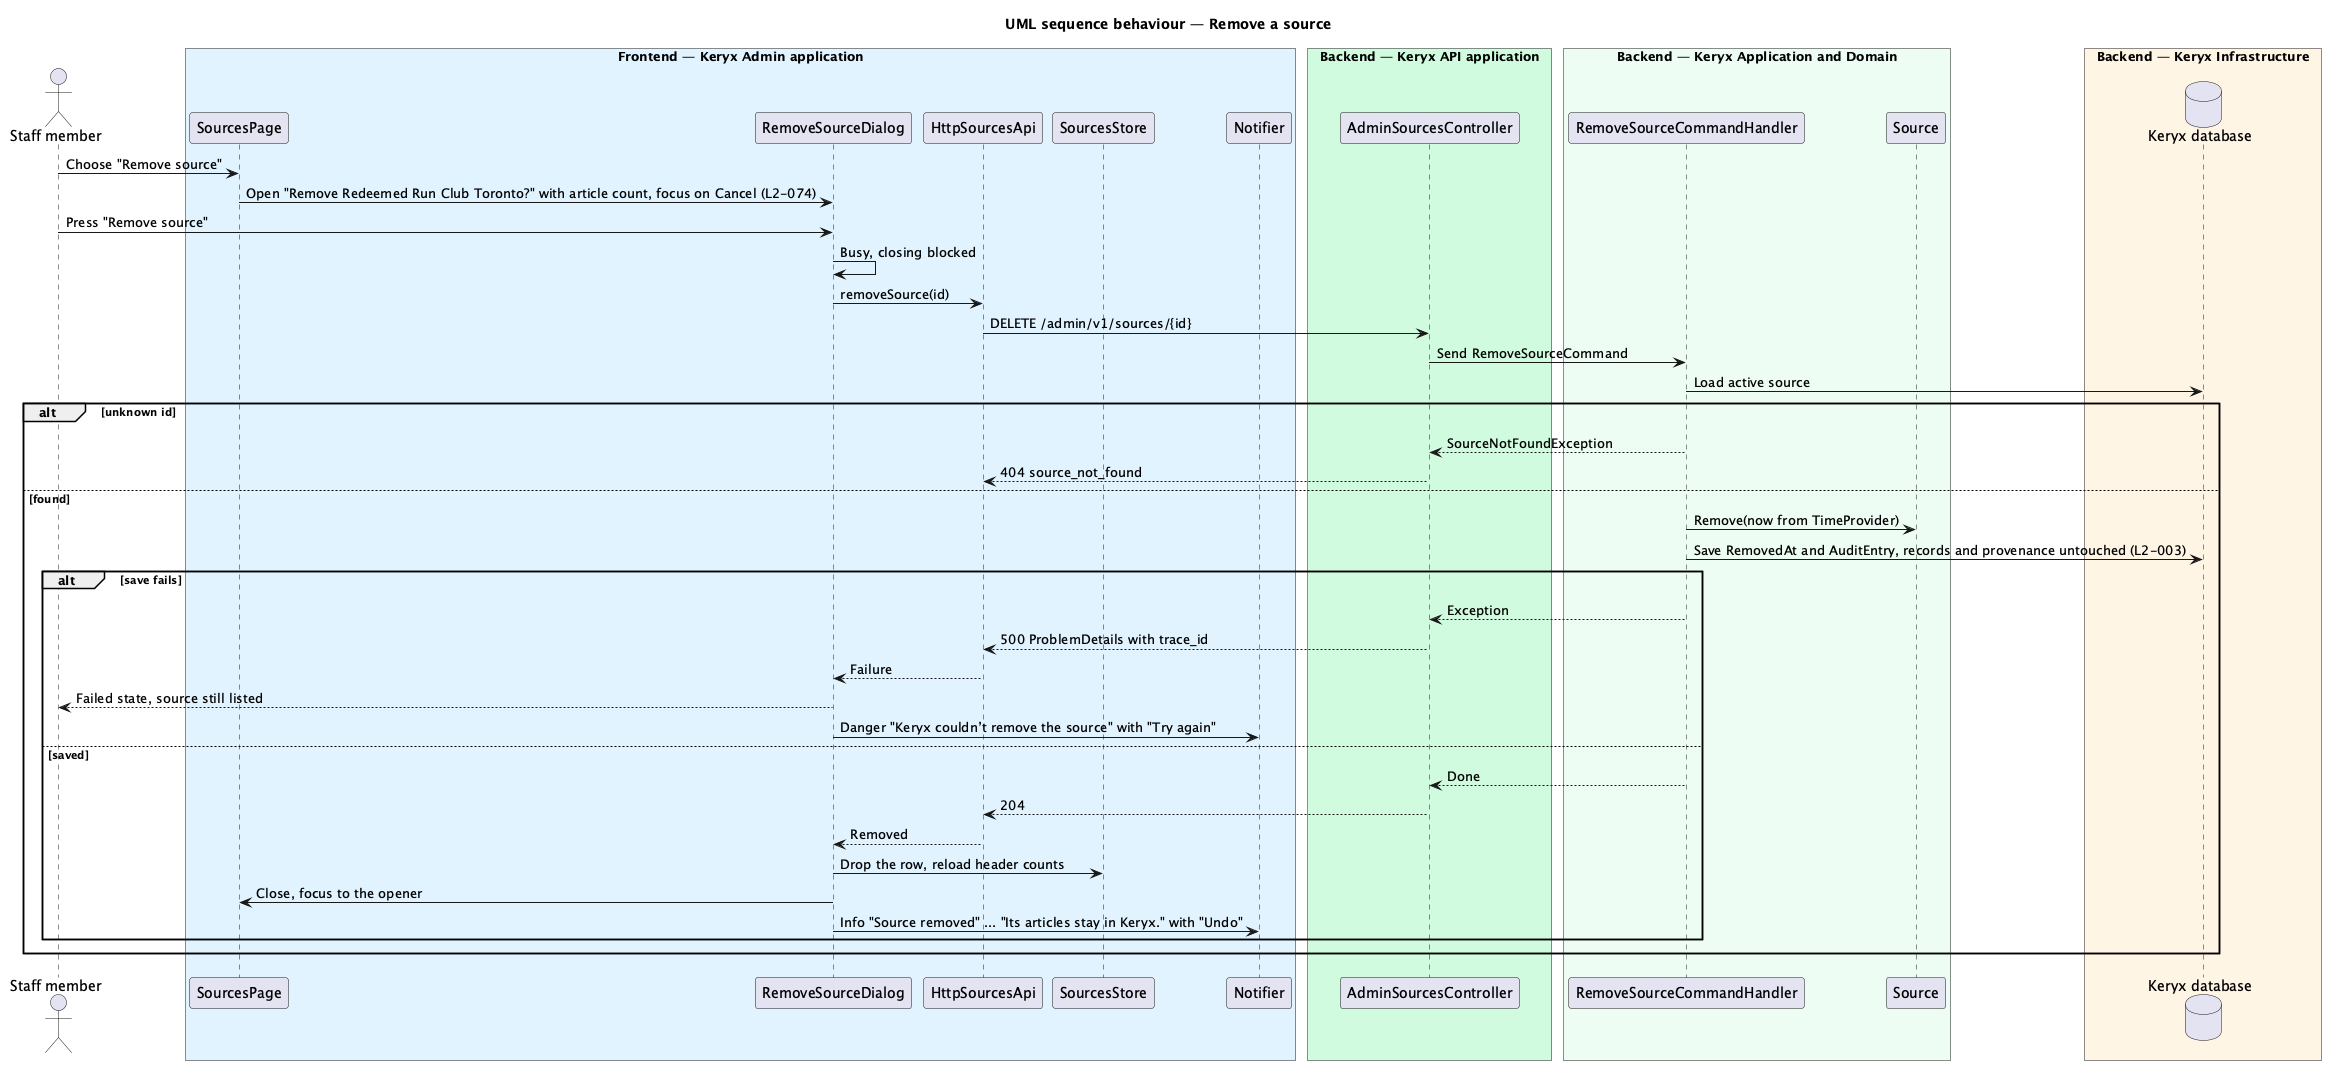 UML sequence behaviour — Remove a source
Frontend — Keryx Admin application
Backend — Keryx API application
Backend — Keryx Application and Domain
Backend — Keryx Infrastructure
Staff member
SourcesPage
RemoveSourceDialog
HttpSourcesApi
SourcesStore
Notifier
AdminSourcesController
RemoveSourceCommandHandler
Source
Keryx database
Choose "Remove source"
Open "Remove Redeemed Run Club Toronto?" with article count, focus on Cancel (L2-074)
Press "Remove source"
Busy, closing blocked
removeSource(id)
DELETE /admin/v1/sources/{id}
Send RemoveSourceCommand
Load active source
alt
[unknown id]
SourceNotFoundException
404 source_not_found
[found]
Remove(now from TimeProvider)
Save RemovedAt and AuditEntry, records and provenance untouched (L2-003)
alt
[save fails]
Exception
500 ProblemDetails with trace_id
Failure
Failed state, source still listed
Danger "Keryx couldn’t remove the source" with "Try again"
[saved]
Done
204
Removed
Drop the row, reload header counts
Close, focus to the opener
Info "Source removed" ... "Its articles stay in Keryx." with "Undo"
Staff member
SourcesPage
RemoveSourceDialog
HttpSourcesApi
SourcesStore
Notifier
AdminSourcesController
RemoveSourceCommandHandler
Source
Keryx database